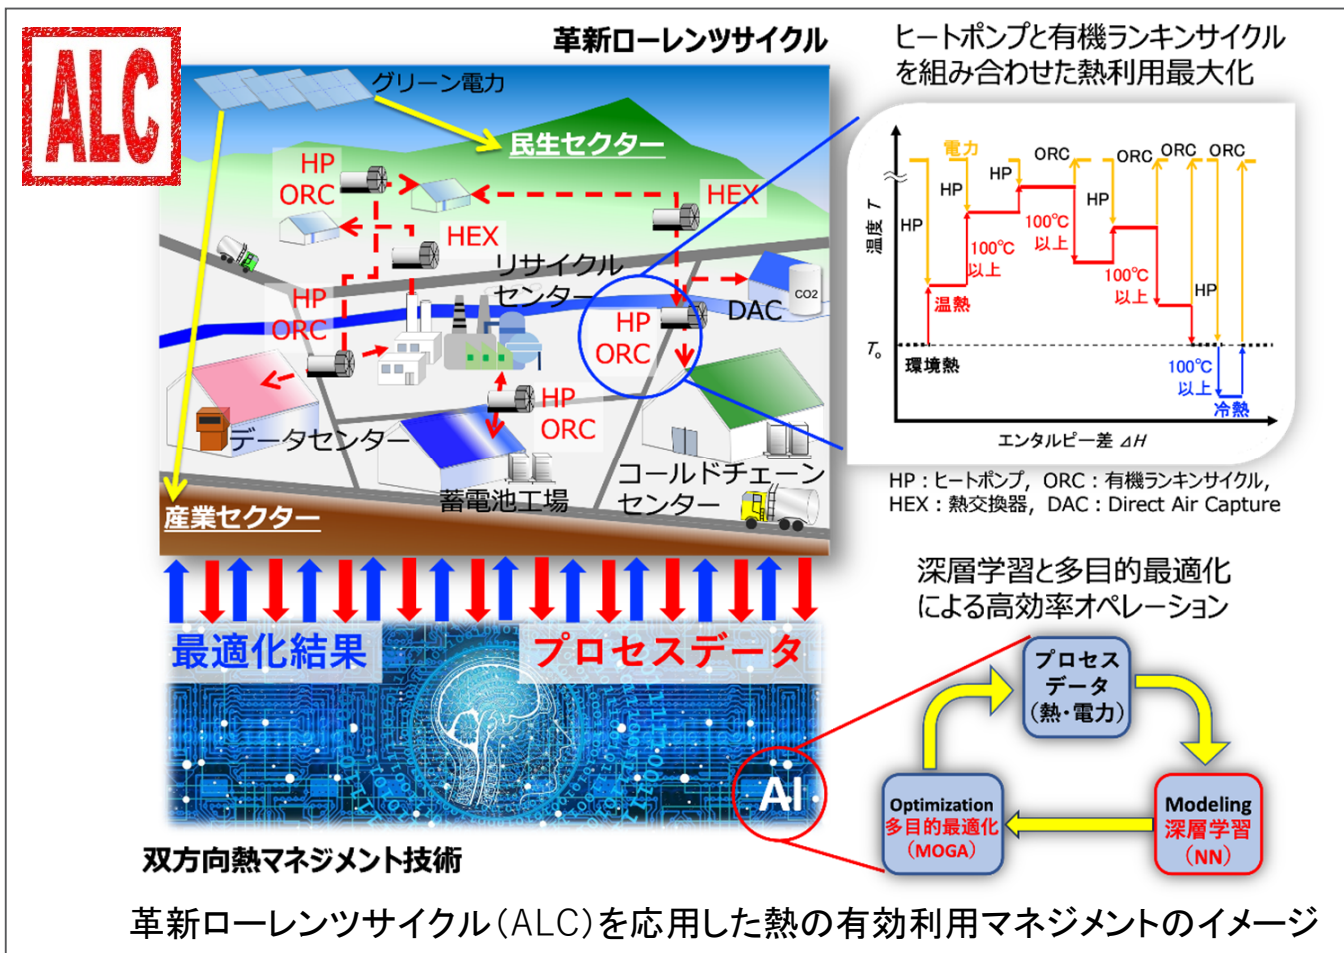 ALC
革新ローレンツサイクル
グリーン電力
民生セクター
HP
ORC
HEX
HEX
リサイクル
センター
HP
ORC
HP
ORC
DAC
CO2
HP
ORC
データセンター
蓄電池工場
コールドチェーン
センター
産業セクター
ヒートポンプと有機ランキンサイクル
を組み合わせた熱利用最大化
電力
ORC
ORC
ORC
ORC
HP
HP
HP
HP
HP
温度 T
100℃
以上
100℃
以上
100℃
以上
温熱
T₀
環境熱
100℃
以上
冷熱
エンタルピー差 ⊿H
HP:ヒートポンプ, ORC:有機ランキンサイクル,
HEX:熱交換器, DAC:Direct Air Capture
最適化結果
プロセスデータ
AI
双方向熱マネジメント技術
深層学習と多目的最適化
による高効率オペレーション
プロセス
データ
(熱・電力)
Optimization
多目的最適化
(MOGA)
Modeling
深層学習
(NN)
革新ローレンツサイクル(ALC)を応用した熱の有効利用マネジメントのイメージ